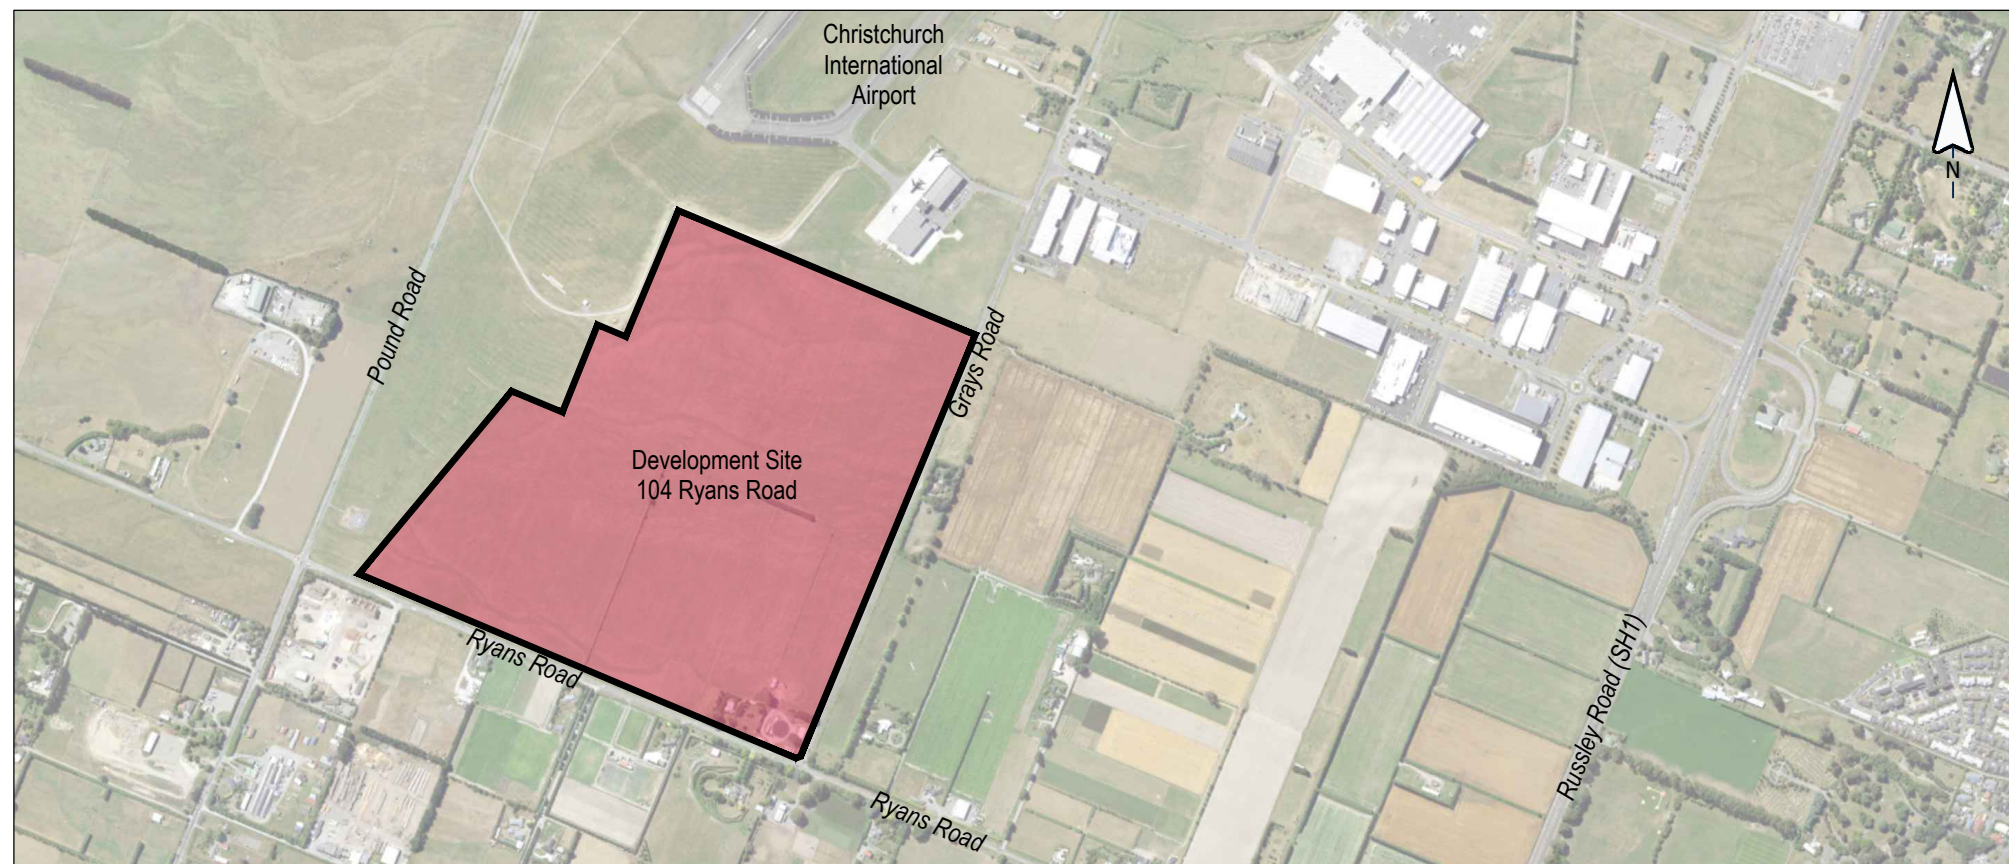 Christchurch
International
Airport
N
Pound Road
Grays Road
Development Site
104 Ryans Road
Ryans Road
Russley Road (SH1)
Ryans Road